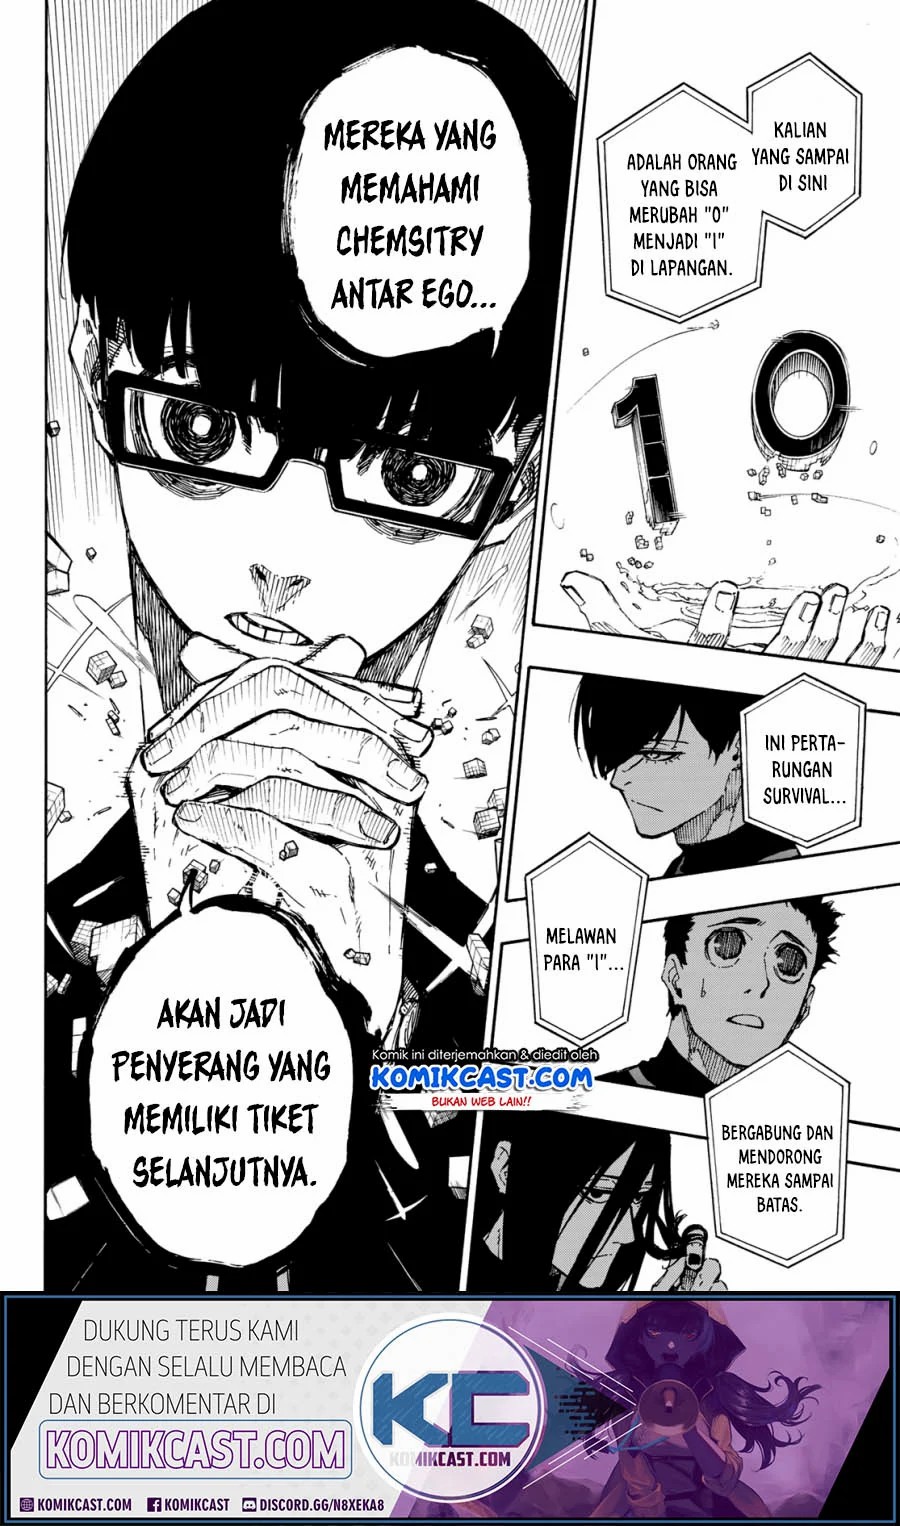 KALIAN
YANG SAMPAI
DI SINI
ADALAH ORANG
YANG BISA
MERUBAH "0"
MENJADI "1"
DI LAPANGAN.
1 0
INI PERTA-
RUNGAN
SURVIVAL...
MELAWAN
PARA "1"...
BERGABUNG DAN
MENDORONG
MEREKA SAMPAI
BATAS.
MEREKA YANG
MEMAHAMI
CHEMSITRY
ANTAR EGO...
AKAN JADI
PENYERANG YANG
MEMILIKI TIKET
SELANJUTNYA.
Komik ini diterjemahkan & diedit oleh
KOMIKCAST.COM
BUKAN WEB LAIN!!
DUKUNG TERUS KAMI
DENGAN SELALU MEMBACA
DAN BERKOMENTAR DI
KOMIKCAST.COM
KOMIKCAST.COM
KOMIKCAST
DISCORD.GG/N8XEKA8
KC
KOMIKCAST.COM